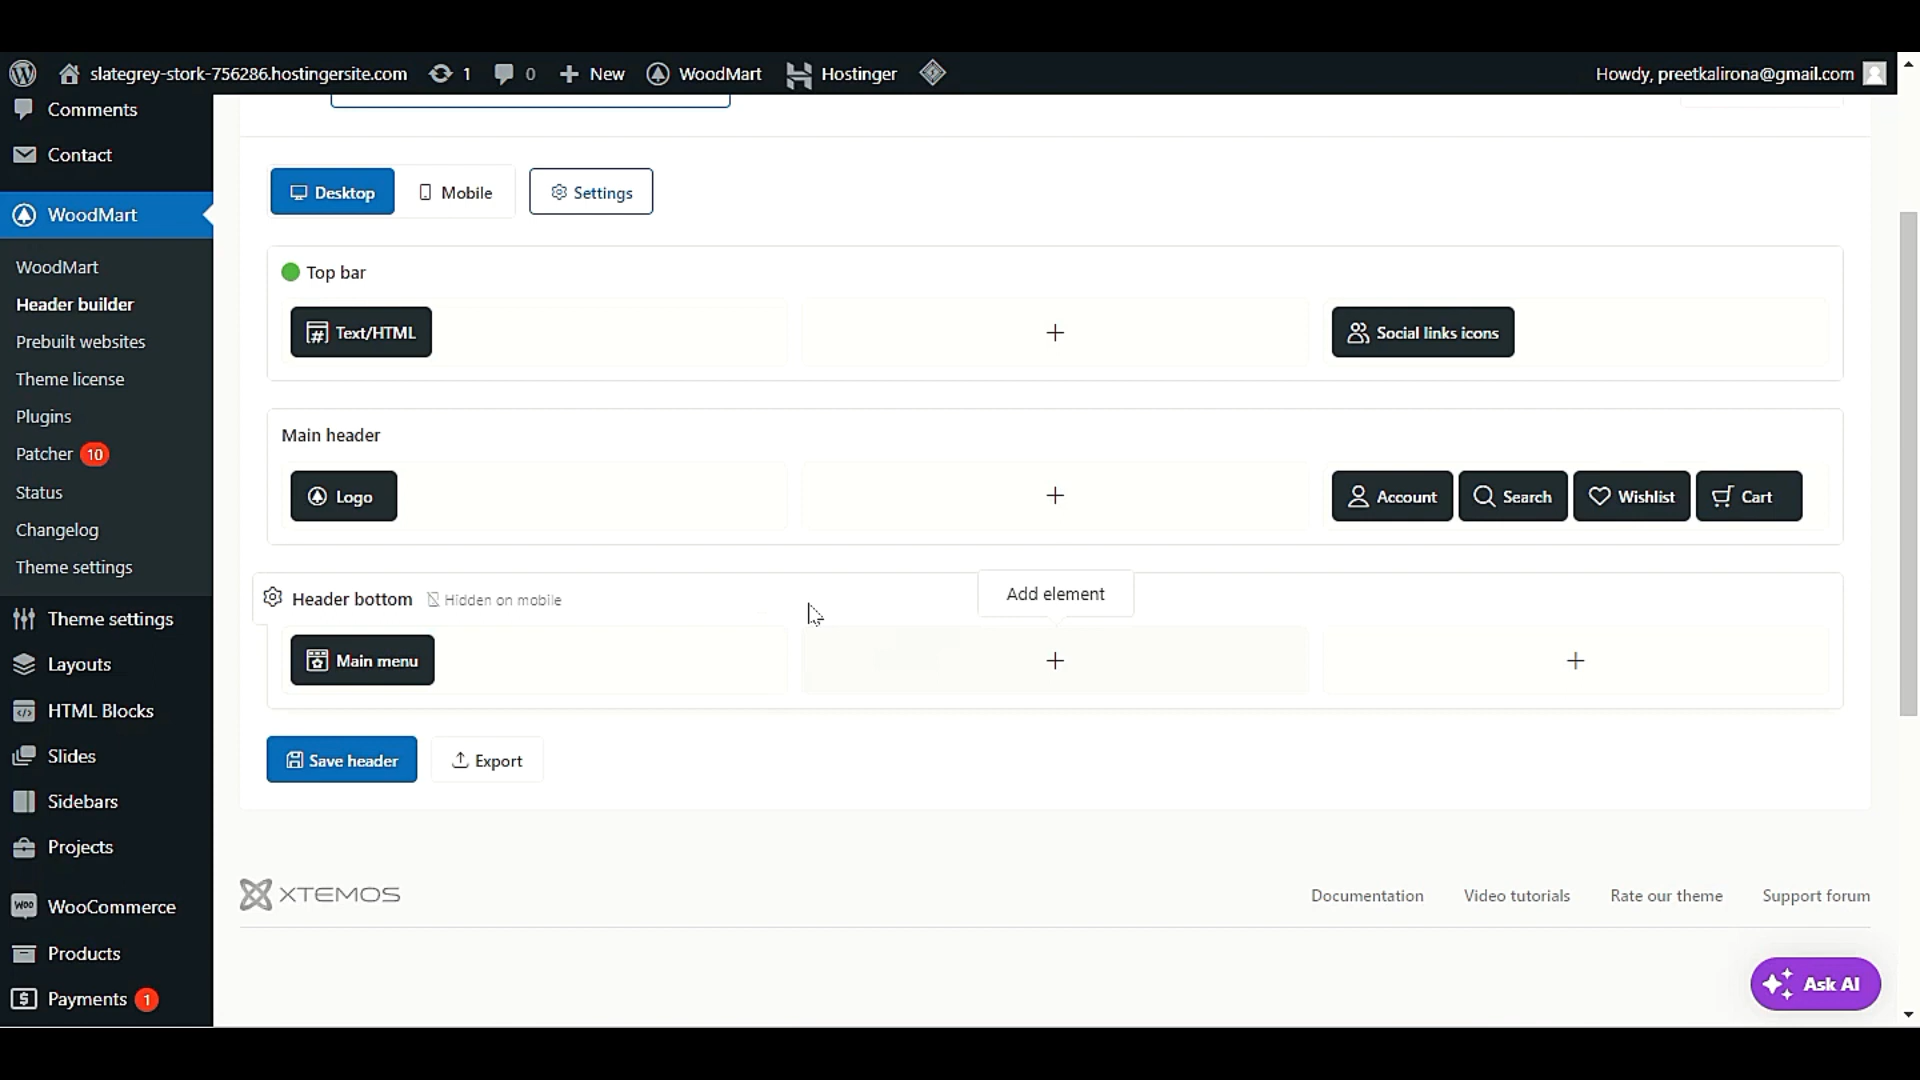 slategrey-stork-756286.hostingersite.com 1 0 New WoodMart Hostinger Howdy, preetkalirona@gmail.com
Comments
Contact
WoodMart
WoodMart
Header builder
Prebuilt websites
Theme license
Plugins
Patcher 10
Status
Changelog
Theme settings
Theme settings
Layouts
HTML Blocks
Slides
Sidebars
Projects
WooCommerce
Products
Payments 1
Desktop Mobile Settings
Top bar
Text/HTML + Social links icons
Main header
Logo + Account Search Wishlist Cart
Header bottom Hidden on mobile Add element
Main menu + +
Save header Export
XTEMOS Documentation Video tutorials Rate our theme Support forum
Ask AI